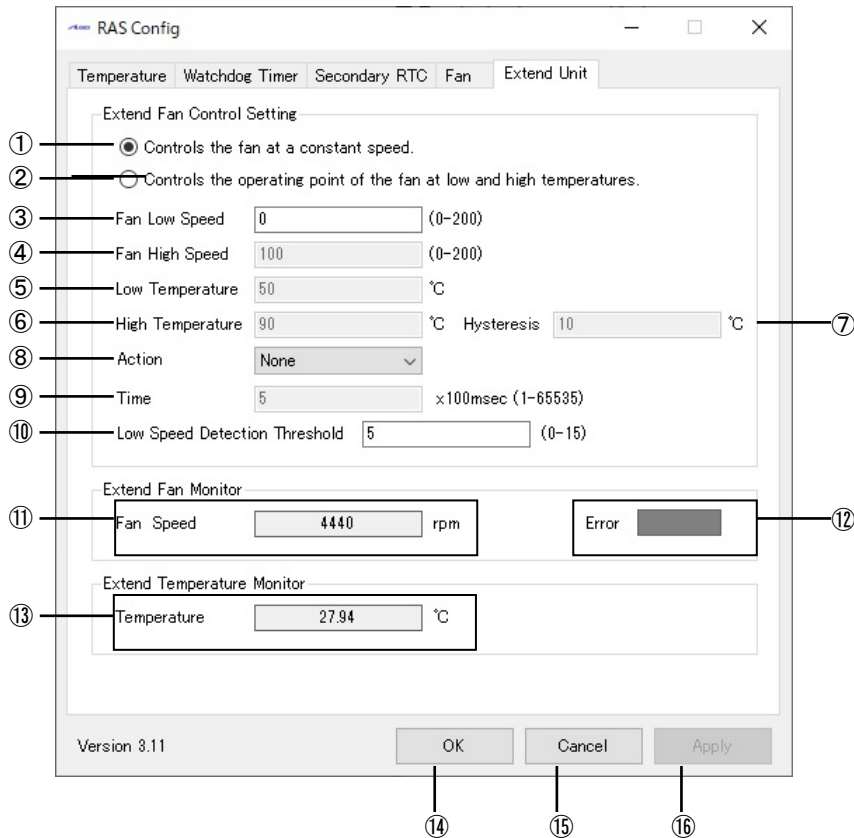 RAS Config
Temperature Watchdog Timer Secondary RTC Fan Extend Unit
Extend Fan Control Setting
① Controls the fan at a constant speed.
② Controls the operating point of the fan at low and high temperatures.
③ Fan Low Speed 0 (0-200)
④ Fan High Speed 100 (0-200)
⑤ Low Temperature 50 ℃
⑥ High Temperature 90 ℃ Hysteresis 10 ℃ ⑦
⑧ Action None
⑨ Time 5 x100msec (1-65535)
⑩ Low Speed Detection Threshold 5 (0-15)
Extend Fan Monitor
⑪ Fan Speed 4440 rpm Error ⑫
Extend Temperature Monitor
⑬ Temperature 27.94 ℃
Version 3.11 OK Cancel Apply
⑭ ⑮ ⑯